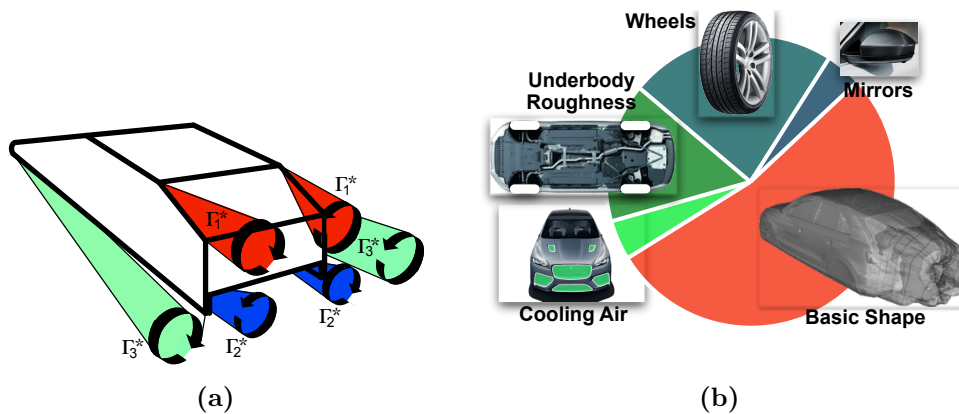 Γ₁*
Γ₁*
Γ₃*
Γ₂*
Γ₃*
Γ₂*
(a)
Wheels
Mirrors
Underbody
Roughness
Cooling Air
Basic Shape
(b)